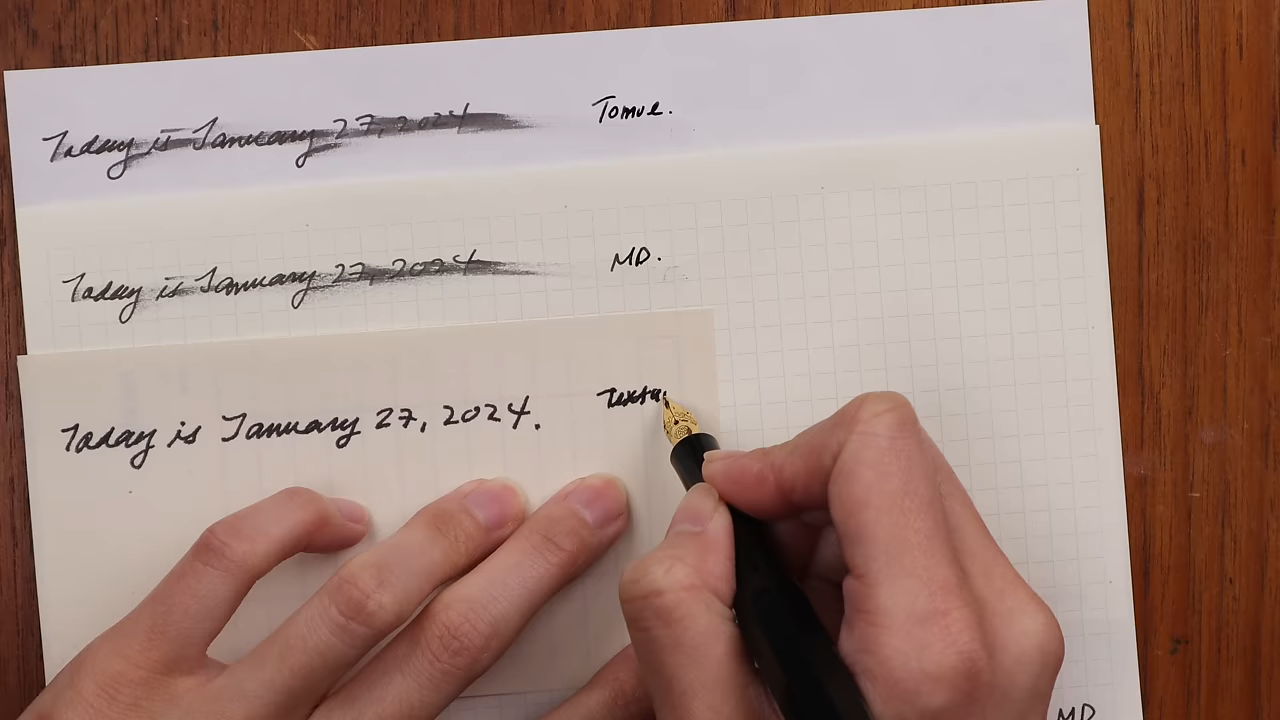 Today is January 27, 2024 Tomoe.
Today is January 27, 2024 MD.
Today is January 27, 2024.
MD